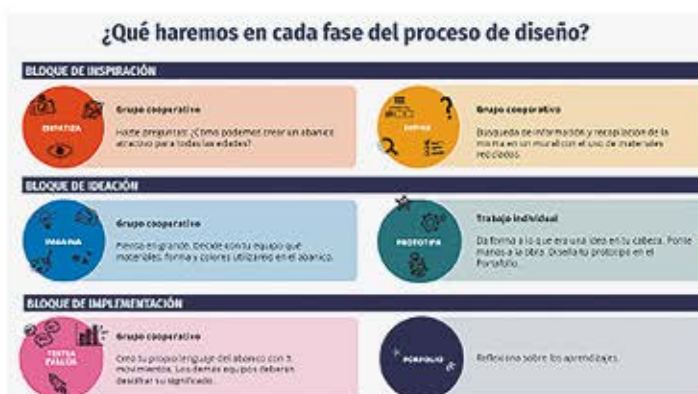 ¿Qué haremos en cada fase del proceso de diseño?
BLOQUE DE INSPIRACIÓN
EMPATIZA
Grupo cooperativo
Hazte preguntas: ¿Cómo podemos crear un abanico
atractivo para todas las edades?
DEFINE
Grupo cooperativo
Búsqueda de información y recopilación de la
misma en un mural con el uso de materiales
reciclados.
BLOQUE DE IDEACIÓN
IMAGINA
Grupo cooperativo
Piensa en grande. Decide con tu equipo qué
materiales, forma y colores utilizaréis en el abanico.
PROTOTIPA
Trabajo individual
Da forma a lo que era una idea en tu cabeza. Ponte
manos a la obra. Diseña tu prototipo en el
Portafolio.
BLOQUE DE IMPLEMENTACIÓN
TESTEA
EVALÚA
Grupo cooperativo
Crea tu propio lenguaje del abanico con 3
movimientos. Los demás equipos deberán
descifrar su significado.
PORFOLIO
Reflexiona sobre los aprendizajes.